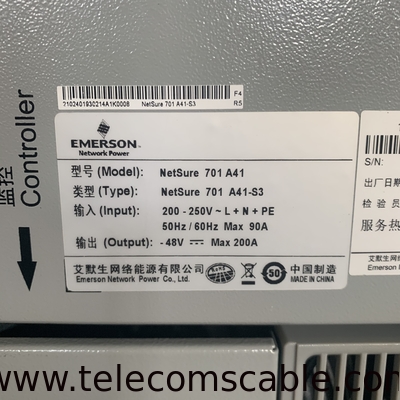 监控
Controller
7102401930214A1K0008 NetSure 701 A41-S3
F4
R5
EMERSON
Network Power
型号 (Model): NetSure 701 A41
类型 (Type): NetSure 701 A41-S3
输入 (Input): 200 - 250V ~ L + N + PE
50Hz / 60Hz Max 90A
输出 (Output): -48V ⎓ Max 200A
艾默生网络能源有限公司
Emerson Network Power Co., Ltd.
50
中国制造
MADE IN CHINA
S/N:
出厂日期
检 验 员
服务热
Emerson
www.telecomscable.com